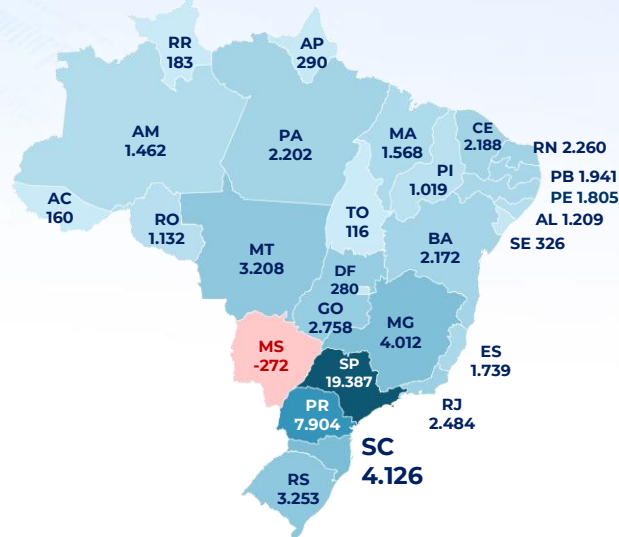 RR
183
AP
290
AM
1.462
PA
2.202
MA
1.568
CE
2.188
RN 2.260
PI
1.019
PB 1.941
PE 1.805
AC
160
RO
1.132
TO
116
AL 1.209
MT
3.208
BA
2.172
SE 326
DF
280
GO
2.758
MG
4.012
MS
-272
SP
19.387
ES
1.739
PR
7.904
RJ
2.484
SC
4.126
RS
3.253